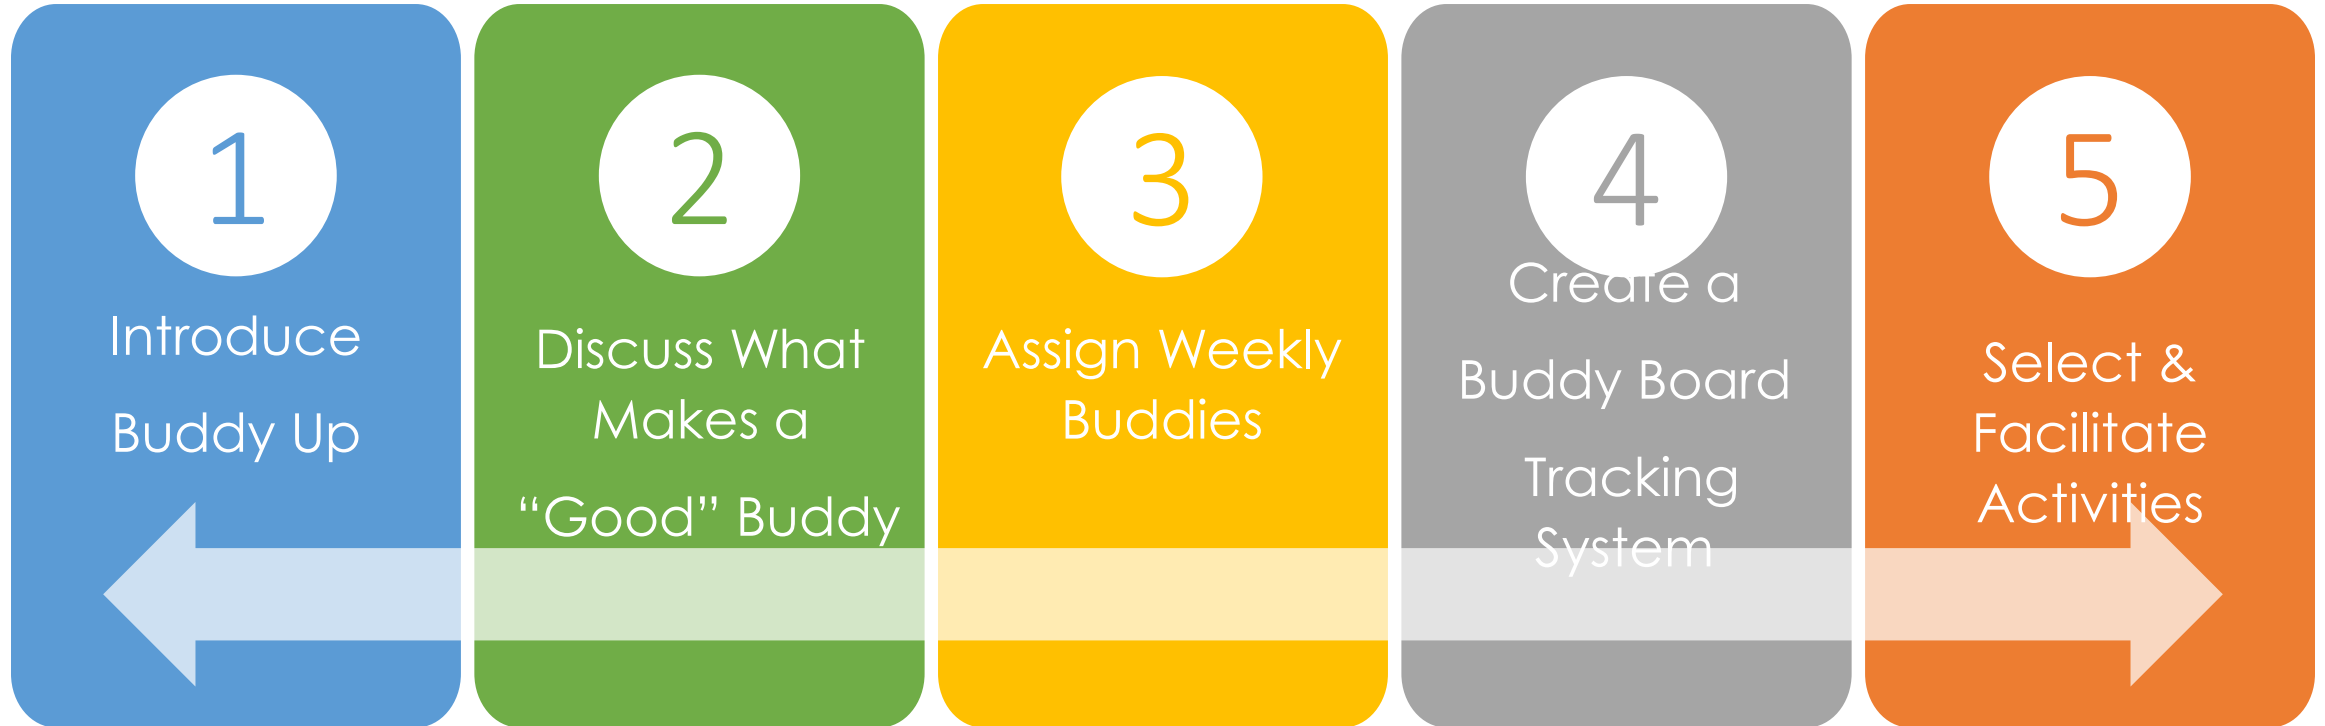 1
Introduce
Buddy Up
2
Discuss What
Makes a
“Good” Buddy
3
Assign Weekly
Buddies
4
Create a
Buddy Board
Tracking
System
5
Select &
Facilitate
Activities